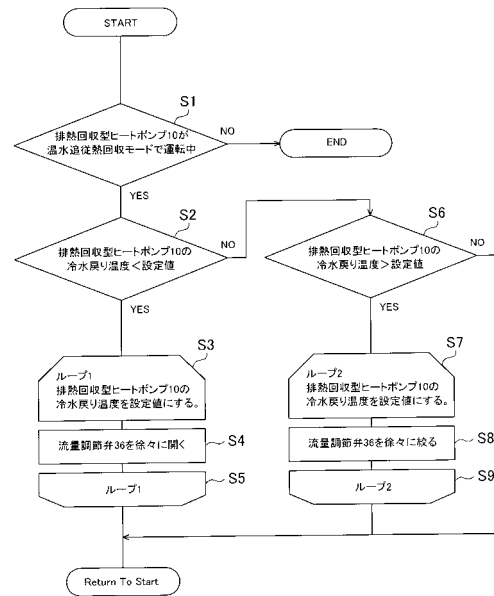 START
S1
排熱回収型ヒートポンプ10が
温水追従熱回収モードで運転中
NO
END
YES
S2
排熱回収型ヒートポンプ10の
冷水戻り温度<設定値
NO
YES
S6
排熱回収型ヒートポンプ10の
冷水戻り温度>設定値
NO
YES
S3
ループ1
排熱回収型ヒートポンプ10の
冷水戻り温度を設定値にする。
S4
流量調節弁36を徐々に開く
S5
ループ1
S7
ループ2
排熱回収型ヒートポンプ10の
冷水戻り温度を設定値にする。
S8
流量調節弁36を徐々に絞る
S9
ループ2
Return To Start